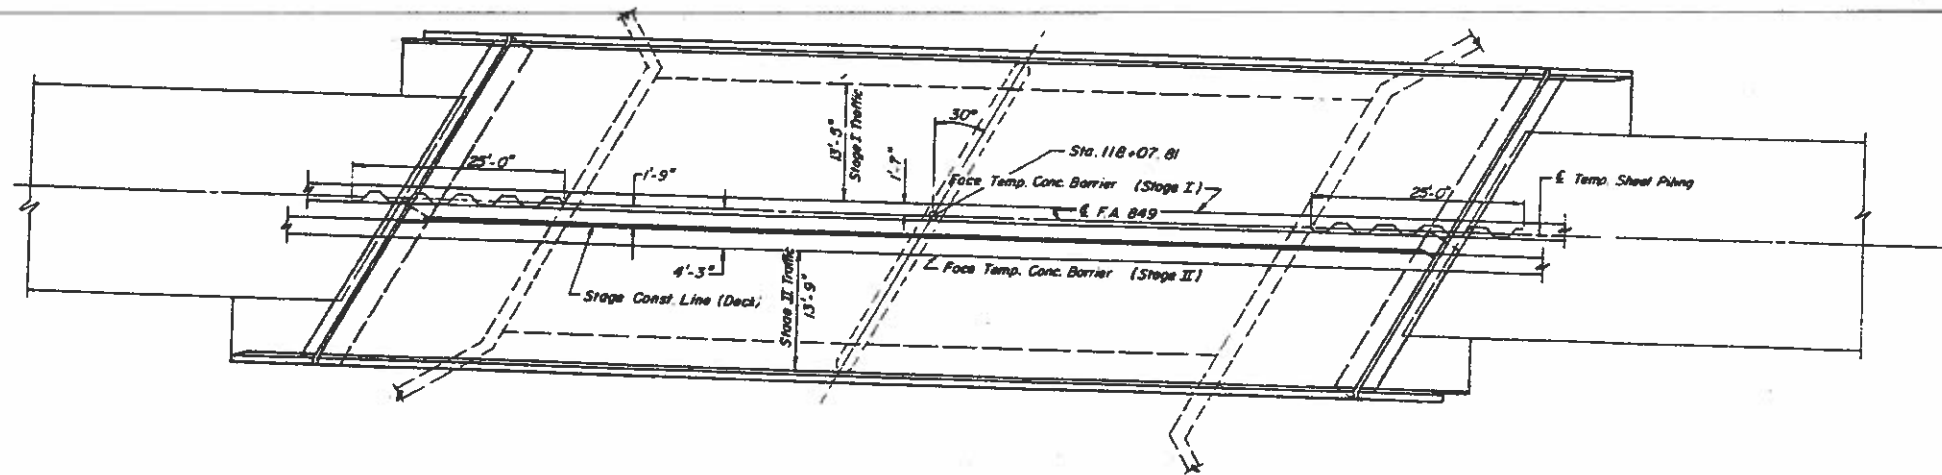 30°
13'-5"
Stage I Traffic
1'-7"
Sta. 118+07.81
25'-0"
1'-9"
Face Temp. Conc. Barrier (Stage I)
25'-0"
℄ Temp. Sheet Piling
℄ F.A. 849
4'-3"
Face Temp. Conc. Barrier (Stage II)
Stage Const. Line (Deck)
Stage II Traffic
13'-9"